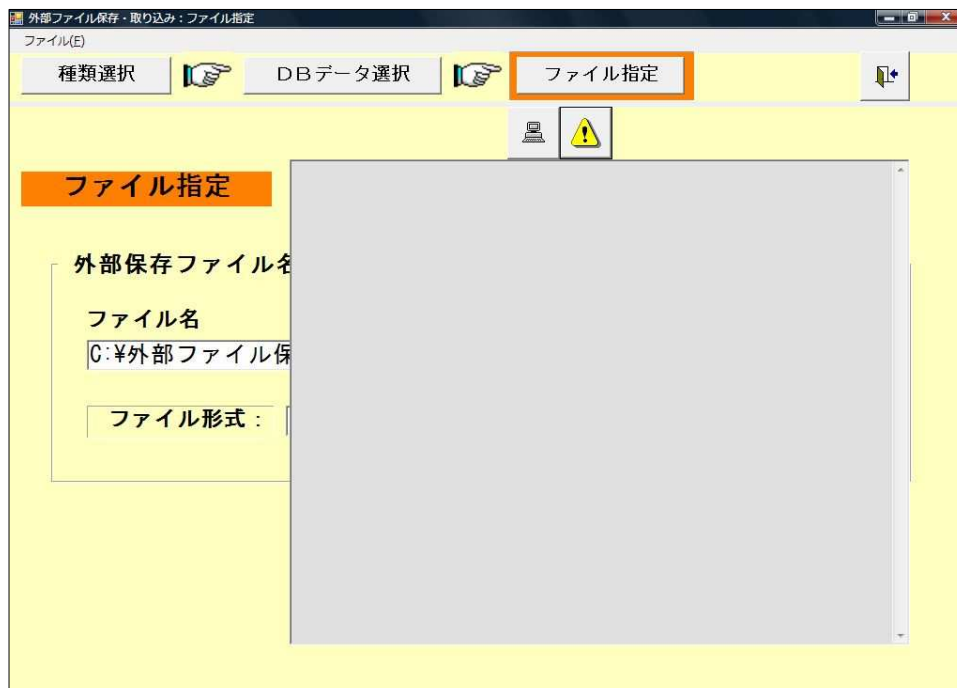 外部ファイル保存・取り込み：ファイル指定
ファイル(F)
種類選択
ＤＢデータ選択
ファイル指定
ファイル指定
外部保存ファイル名
ファイル名
C:¥外部ファイル保
ファイル形式：